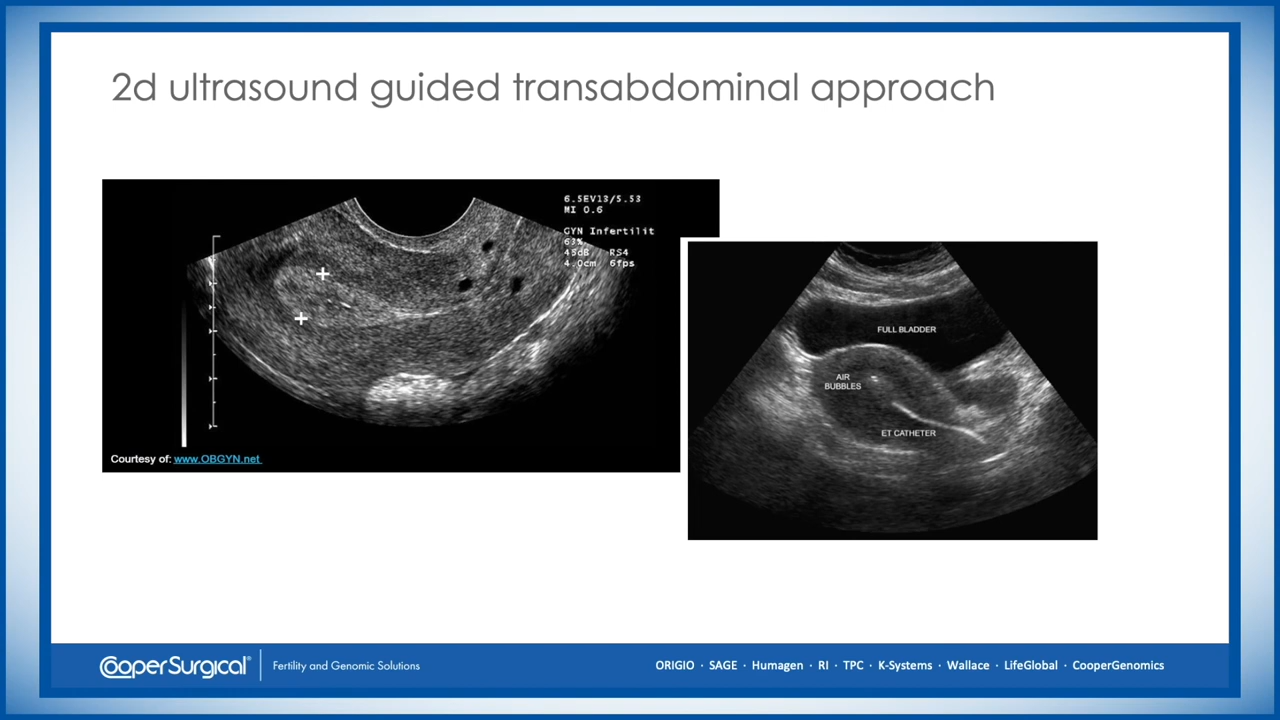 2d ultrasound guided transabdominal approach
6.5EV13/5.53
MI 0.6
GYN Infertilit
63%
45dB RS4
4.0cm 6fps
Courtesy of: www.OBGYN.net
FULL BLADDER
AIR
BUBBLES
ET CATHETER
CooperSurgical® Fertility and Genomic Solutions
ORIGIO · SAGE · Humagen · RI · TPC · K-Systems · Wallace · LifeGlobal · CooperGenomics